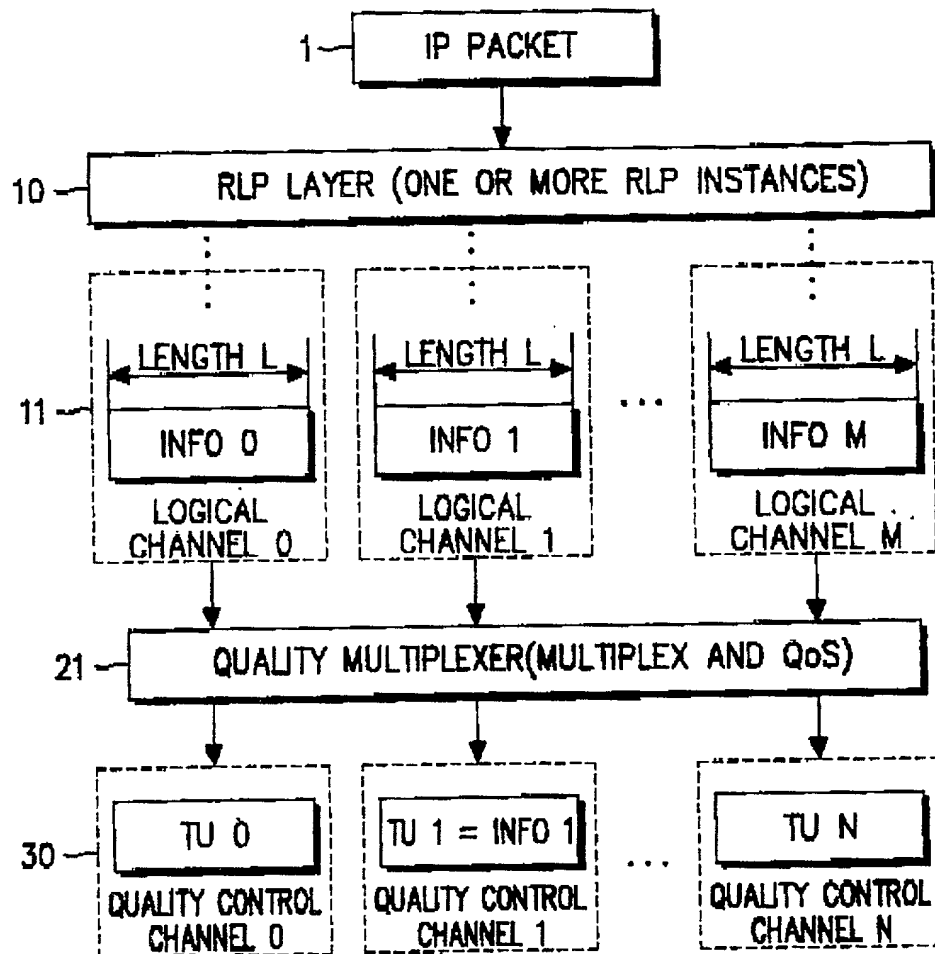 1
IP PACKET
10
RLP LAYER (ONE OR MORE RLP INSTANCES)
11
LENGTH L
LENGTH L
LENGTH L
...
INFO 0
INFO 1
INFO M
LOGICAL
CHANNEL 0
LOGICAL
CHANNEL 1
LOGICAL
CHANNEL M
21
QUALITY MULTIPLEXER(MULTIPLEX AND QoS)
30
TU 0
TU 1 = INFO 1
TU N
...
QUALITY CONTROL
CHANNEL 0
QUALITY CONTROL
CHANNEL 1
QUALITY CONTROL
CHANNEL N